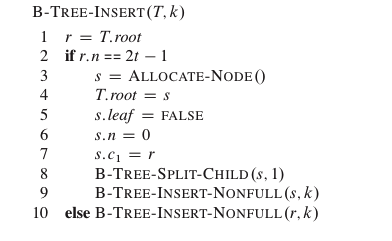 B-TREE-INSERT(T, k)
1 r = T.root
2 if r.n == 2t − 1
3 s = ALLOCATE-NODE()
4 T.root = s
5 s.leaf = FALSE
6 s.n = 0
7 s.c₁ = r
8 B-TREE-SPLIT-CHILD(s, 1)
9 B-TREE-INSERT-NONFULL(s, k)
10 else B-TREE-INSERT-NONFULL(r, k)